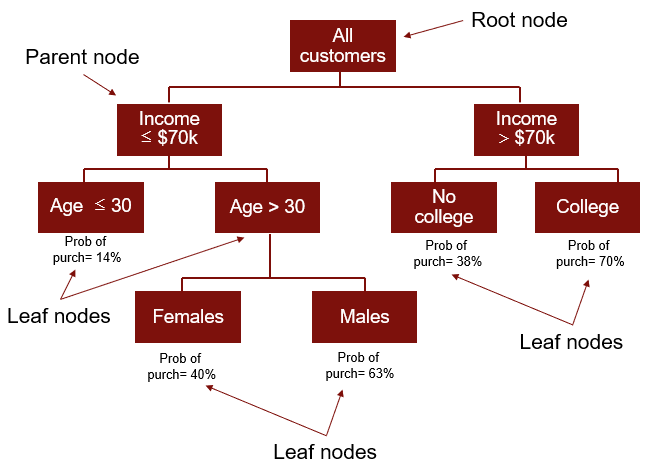 All
customers
Root node
Parent node
Income
≤ $70k
Income
> $70k
Age ≤ 30
Age > 30
No
college
College
Prob of
purch= 14%
Prob of
purch= 38%
Prob of
purch= 70%
Leaf nodes
Females
Males
Leaf nodes
Prob of
purch= 40%
Prob of
purch= 63%
Leaf nodes